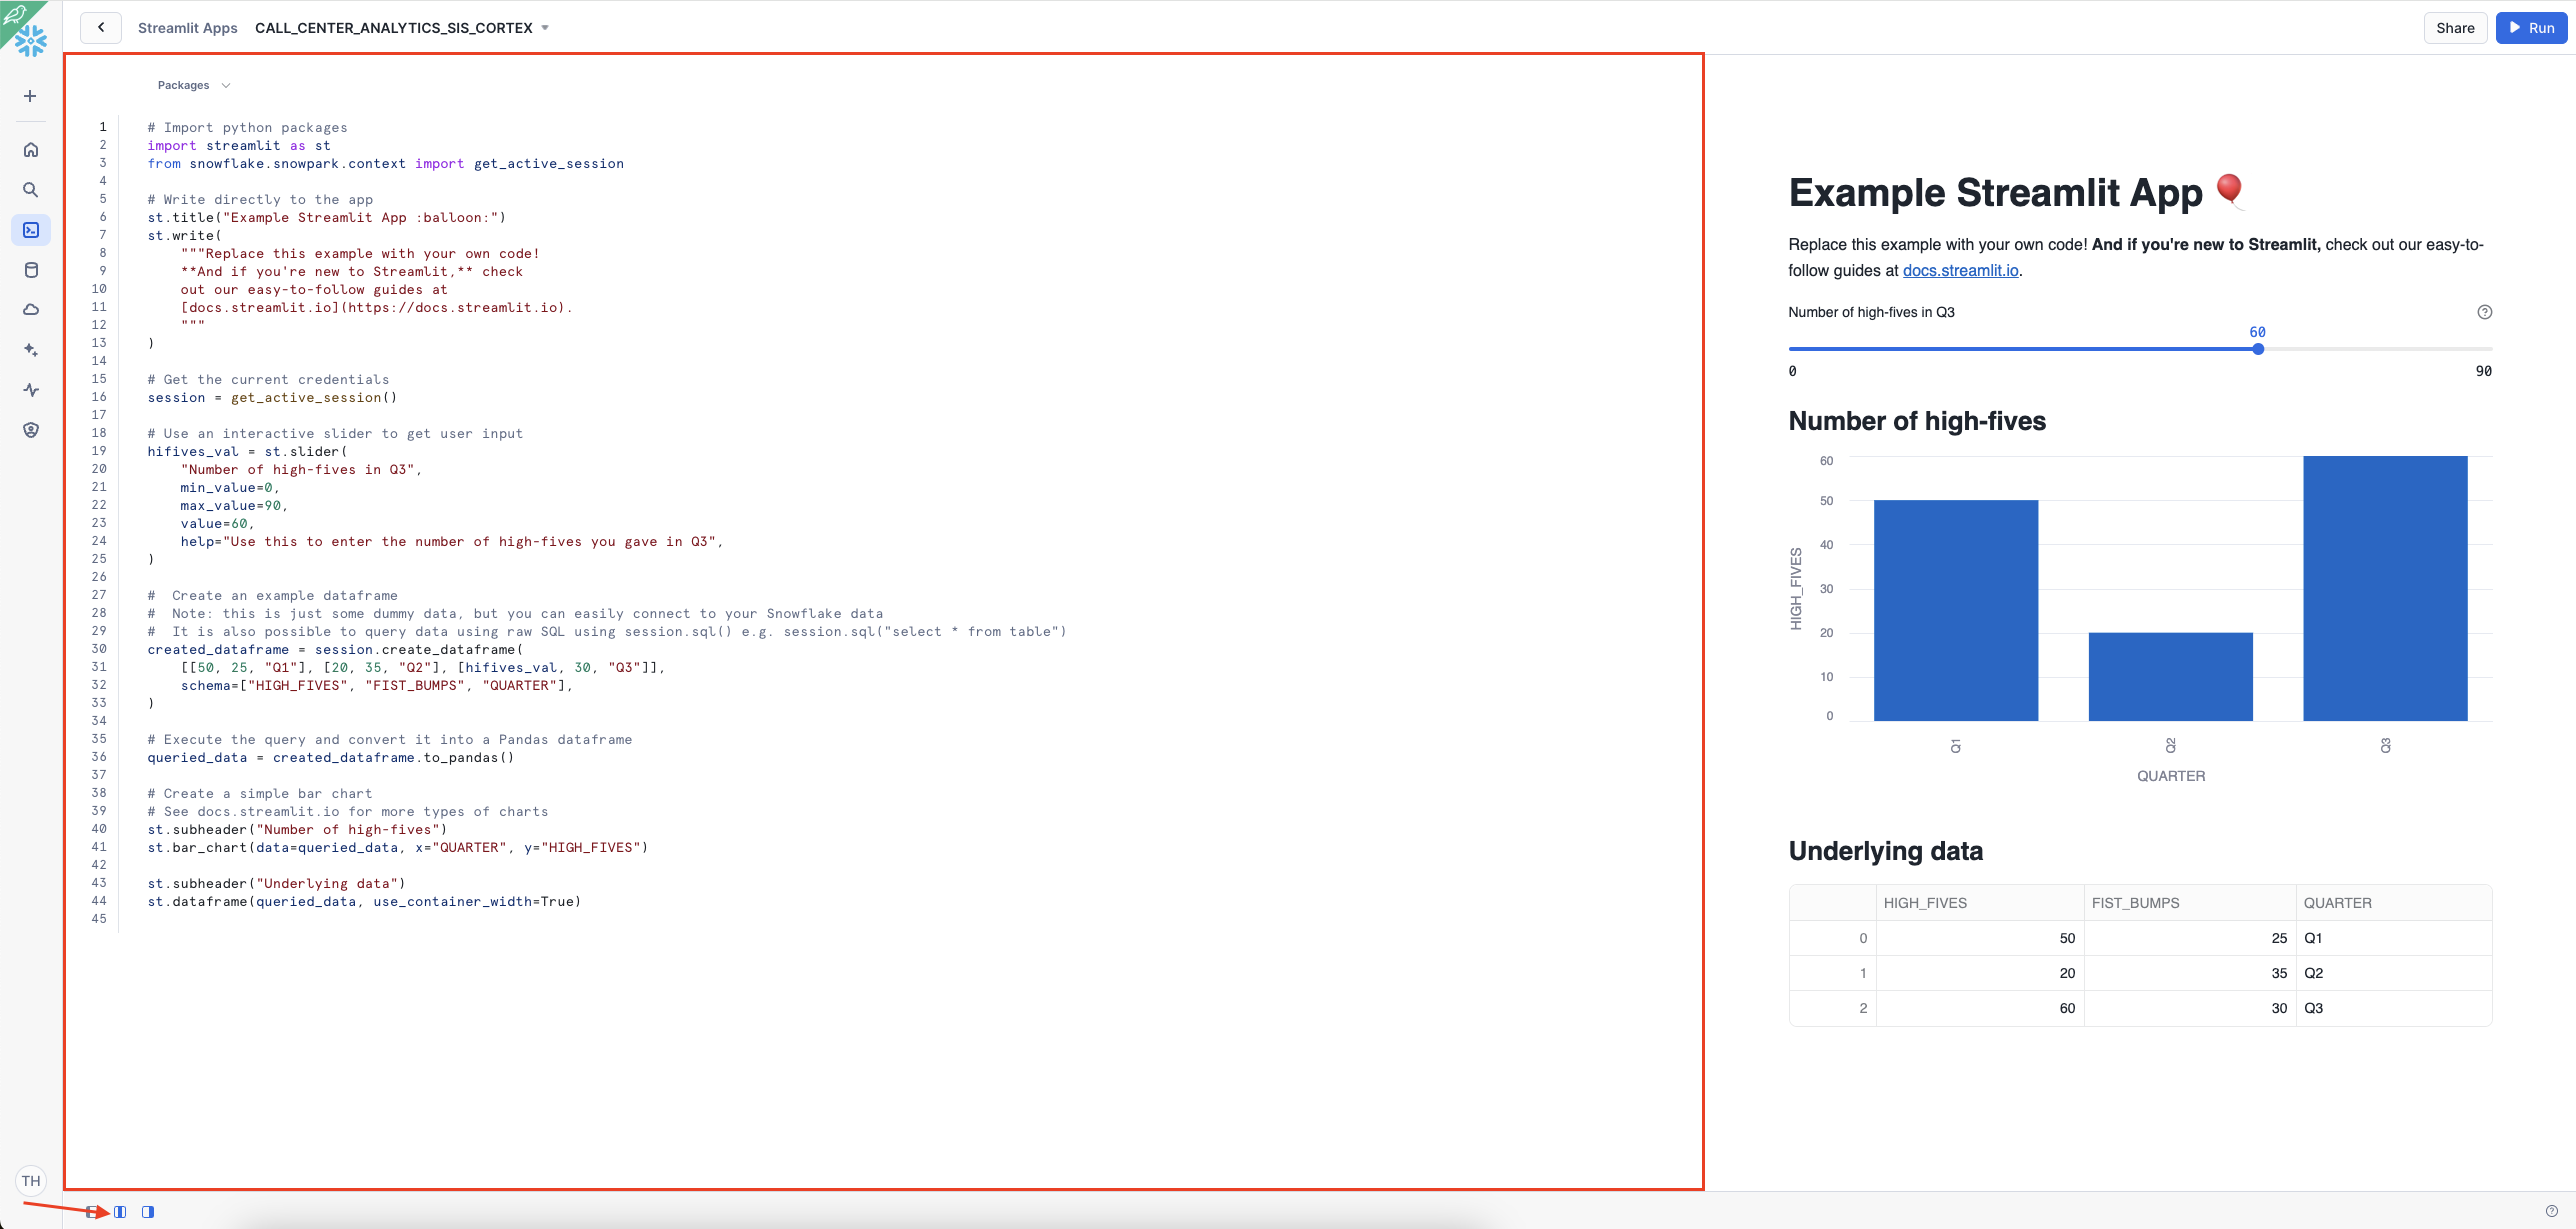 Streamlit Apps CALL_CENTER_ANALYTICS_SIS_CORTEX
Share Run
Packages
1 # Import python packages
2 import streamlit as st
3 from snowflake.snowpark.context import get_active_session
4
5 # Write directly to the app
6 st.title("Example Streamlit App :balloon:")
7 st.write(
8 """Replace this example with your own code!
9 **And if you're new to Streamlit,** check
10 out our easy-to-follow guides at
11 [docs.streamlit.io](https://docs.streamlit.io).
12 """
13 )
14
15 # Get the current credentials
16 session = get_active_session()
17
18 # Use an interactive slider to get user input
19 hifives_val = st.slider(
20 "Number of high-fives in Q3",
21 min_value=0,
22 max_value=90,
23 value=60,
24 help="Use this to enter the number of high-fives you gave in Q3",
25 )
26
27 #  Create an example dataframe
28 #  Note: this is just some dummy data, but you can easily connect to your Snowflake data
29 #  It is also possible to query data using raw SQL using session.sql() e.g. session.sql("select * from table")
30 created_dataframe = session.create_dataframe(
31 [[50, 25, "Q1"], [20, 35, "Q2"], [hifives_val, 30, "Q3"]],
32 schema=["HIGH_FIVES", "FIST_BUMPS", "QUARTER"],
33 )
34
35 # Execute the query and convert it into a Pandas dataframe
36 queried_data = created_dataframe.to_pandas()
37
38 # Create a simple bar chart
39 # See docs.streamlit.io for more types of charts
40 st.subheader("Number of high-fives")
41 st.bar_chart(data=queried_data, x="QUARTER", y="HIGH_FIVES")
42
43 st.subheader("Underlying data")
44 st.dataframe(queried_data, use_container_width=True)
45
TH
Example Streamlit App
Replace this example with your own code! And if you're new to Streamlit, check out our easy-to-
follow guides at docs.streamlit.io.
Number of high-fives in Q3
60
0 90
Number of high-fives
60
50
40
30
20
10
0
HIGH_FIVES
Q1 Q2 Q3
QUARTER
Underlying data
HIGH_FIVES FIST_BUMPS QUARTER
0 50 25 Q1
1 20 35 Q2
2 60 30 Q3